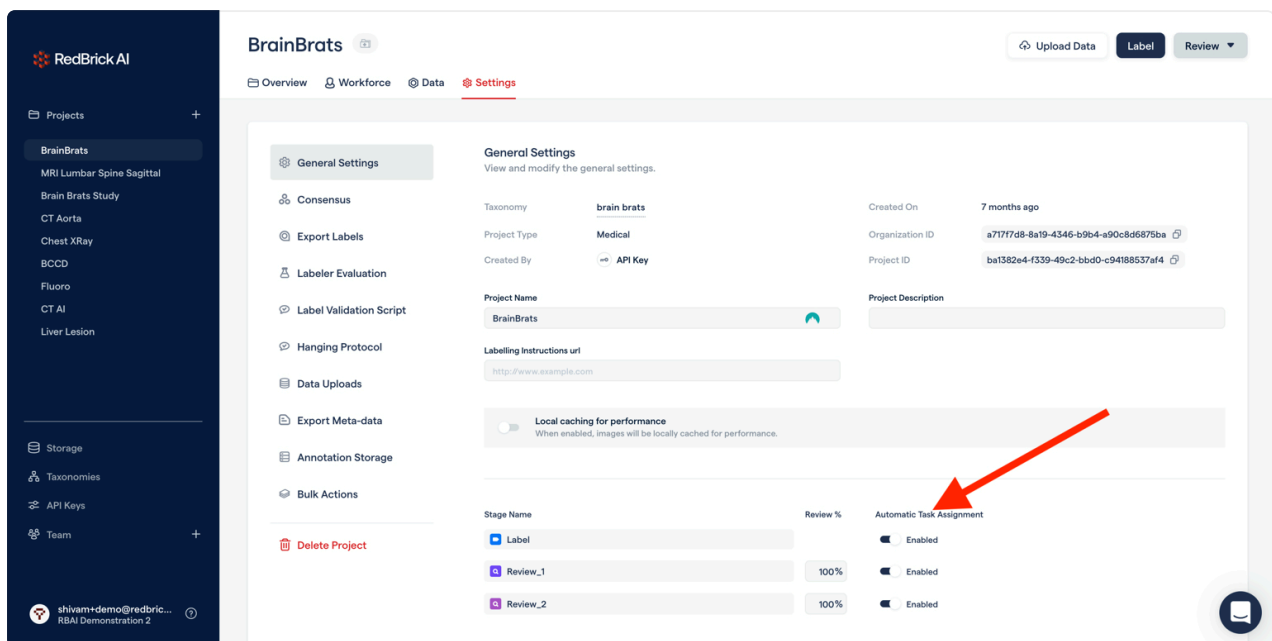 RedBrick AI
Projects
+
BrainBrats
MRI Lumbar Spine Sagittal
Brain Brats Study
CT Aorta
Chest XRay
BCCD
Fluoro
CT AI
Liver Lesion
Storage
Taxonomies
API Keys
Team
+
shivam+demo@redbric...
RBAI Demonstration 2
BrainBrats
Upload Data
Label
Review
Overview
Workforce
Data
Settings
General Settings
Consensus
Export Labels
Labeler Evaluation
Label Validation Script
Hanging Protocol
Data Uploads
Export Meta-data
Annotation Storage
Bulk Actions
Delete Project
General Settings
View and modify the general settings.
Taxonomy brain brats
Created On 7 months ago
Project Type Medical
Organization ID a717f7d8-8a19-4346-b9b4-a90c8d6875ba
Created By API Key
Project ID ba1382e4-f339-49c2-bbd0-c94188537af4
Project Name
BrainBrats
Project Description
Labelling Instructions url
http://www.example.com
Local caching for performance
When enabled, images will be locally cached for performance.
Stage Name Review % Automatic Task Assignment
Label Enabled
Review_1 100% Enabled
Review_2 100% Enabled